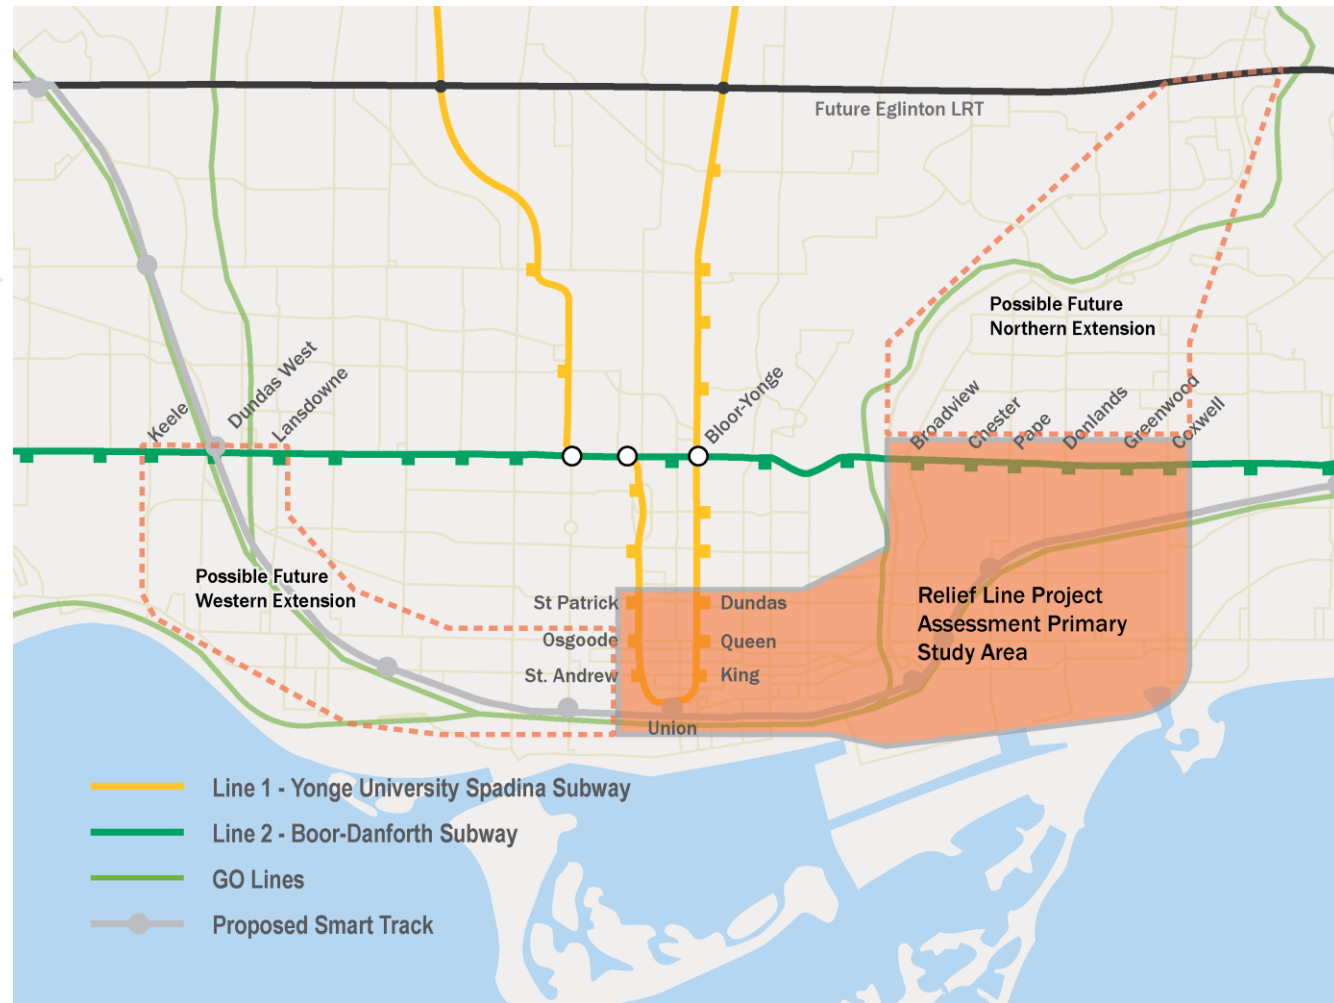 Future Eglinton LRT
Possible Future
Northern Extension
Keele
Dundas West
Lansdowne
Bloor-Yonge
Broadview
Chester
Pape
Donlands
Greenwood
Coxwell
Possible Future
Western Extension
St Patrick
Osgoode
St. Andrew
Dundas
Queen
King
Union
Relief Line Project
Assessment Primary
Study Area
Line 1 - Yonge University Spadina Subway
Line 2 - Boor-Danforth Subway
GO Lines
Proposed Smart Track